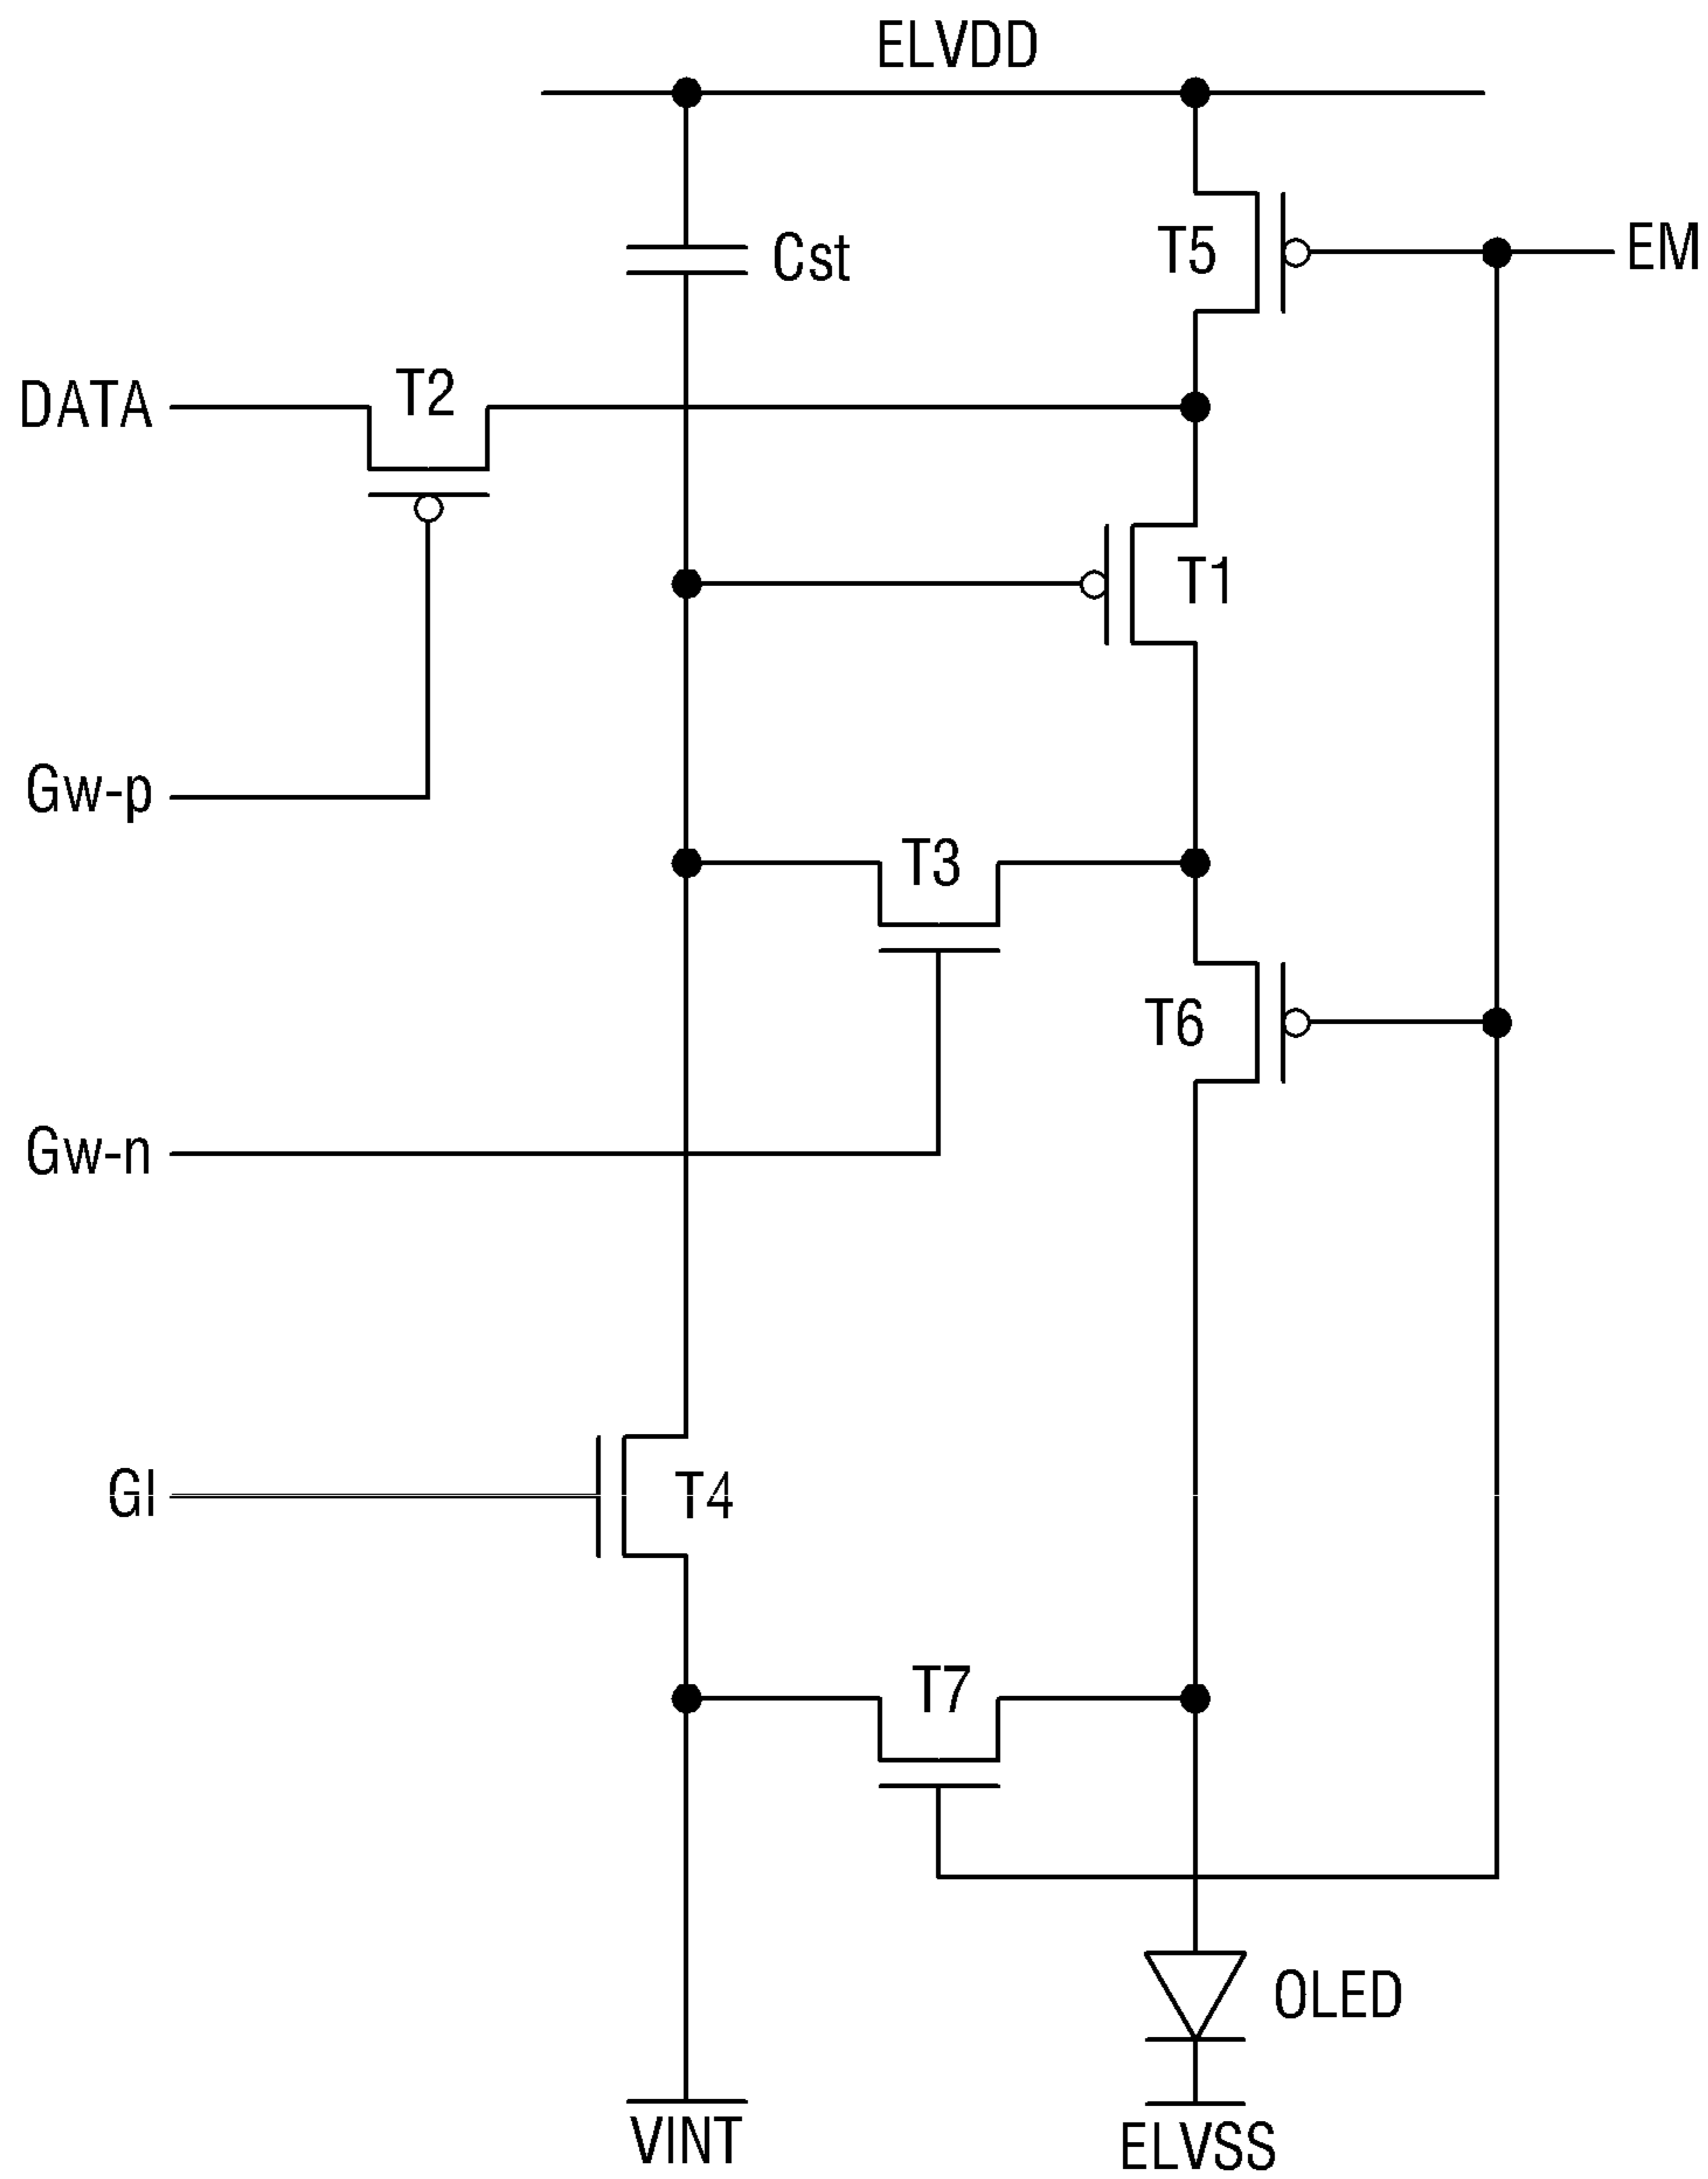 ELVDD
T5
EM
Cst
DATA
T2
T1
Gw-p
T3
T6
Gw-n
GI
T4
T7
OLED
VINT
ELVSS